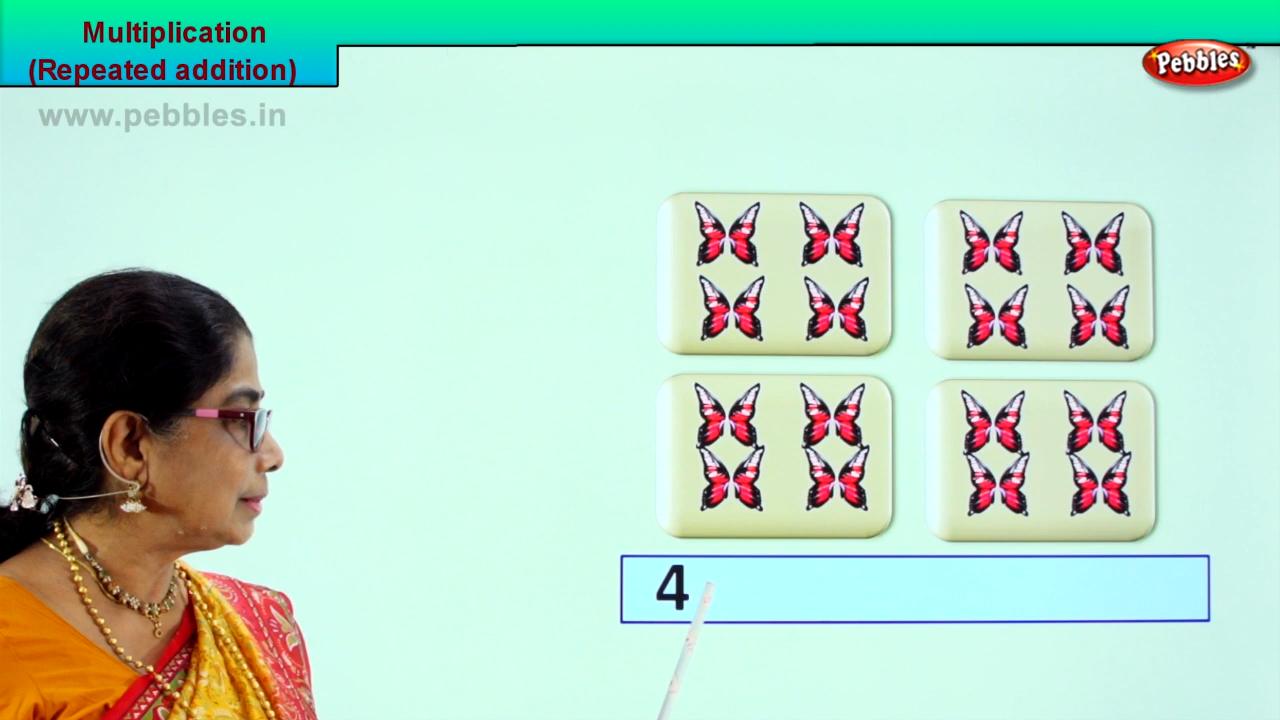 Multiplication
(Repeated addition)
Pebbles
www.pebbles.in
4